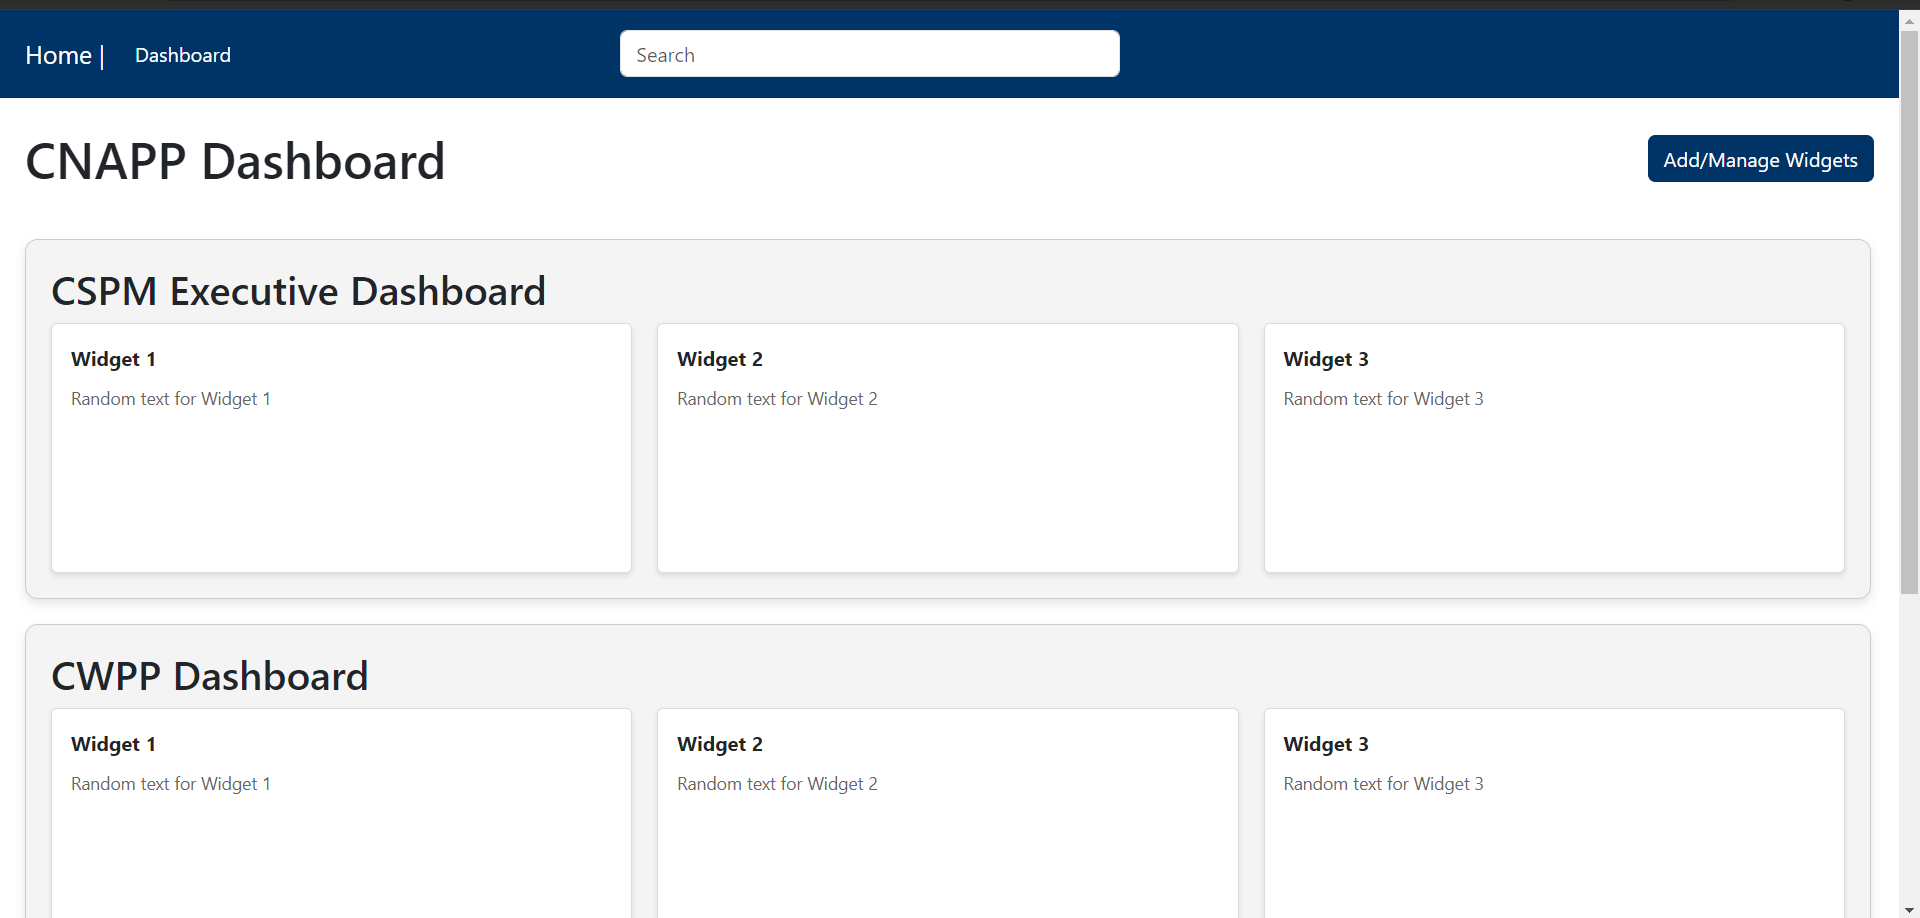 Home | Dashboard Search
CNAPP Dashboard Add/Manage Widgets
CSPM Executive Dashboard
Widget 1 Widget 2 Widget 3
Random text for Widget 1 Random text for Widget 2 Random text for Widget 3
CWPP Dashboard
Widget 1 Widget 2 Widget 3
Random text for Widget 1 Random text for Widget 2 Random text for Widget 3